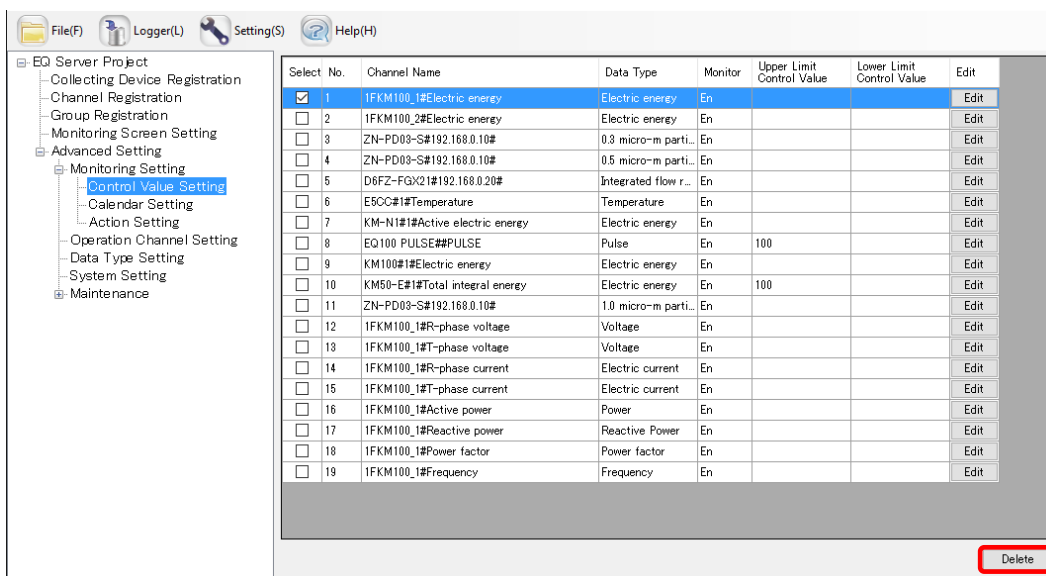 File(F) Logger(L) Setting(S) Help(H)
EQ Server Project
Collecting Device Registration
Channel Registration
Group Registration
Monitoring Screen Setting
Advanced Setting
Monitoring Setting
Control Value Setting
Calendar Setting
Action Setting
Operation Channel Setting
Data Type Setting
System Setting
Maintenance
Select No. Channel Name Data Type Monitor Upper Limit Control Value Lower Limit Control Value Edit
1 1FKM100_1#Electric energy Electric energy En Edit
2 1FKM100_2#Electric energy Electric energy En Edit
3 ZN-PD03-S#192.168.0.10# 0.3 micro-m parti... En Edit
4 ZN-PD03-S#192.168.0.10# 0.5 micro-m parti... En Edit
5 D6FZ-FGX21#192.168.0.20# Integrated flow r... En Edit
6 E5CC#1#Temperature Temperature En Edit
7 KM-N1#1#Active electric energy Electric energy En Edit
8 EQ100 PULSE##PULSE Pulse En 100 Edit
9 KM100#1#Electric energy Electric energy En Edit
10 KM50-E#1#Total integral energy Electric energy En 100 Edit
11 ZN-PD03-S#192.168.0.10# 1.0 micro-m parti... En Edit
12 1FKM100_1#R-phase voltage Voltage En Edit
13 1FKM100_1#T-phase voltage Voltage En Edit
14 1FKM100_1#R-phase current Electric current En Edit
15 1FKM100_1#T-phase current Electric current En Edit
16 1FKM100_1#Active power Power En Edit
17 1FKM100_1#Reactive power Reactive Power En Edit
18 1FKM100_1#Power factor Power factor En Edit
19 1FKM100_1#Frequency Frequency En Edit
Delete